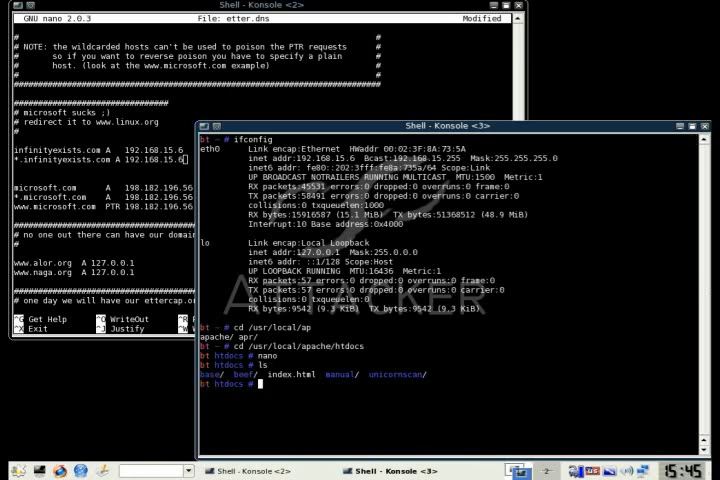 Shell - Konsole <2>
GNU nano 2.0.3 File: etter.dns Modified
# #
# NOTE: the wildcarded hosts can't be used to poison the PTR requests #
# so if you want to reverse poison you have to specify a plain #
# host. (look at the www.microsoft.com example) #
# #
################################
# microsoft sucks ;)
# redirect it to www.linux.org
#
infinityexists.com A 192.168.15.6
*.infinityexists.com A 192.168.15.6
microsoft.com A 198.182.196.56
*.microsoft.com A 198.182.196.56
www.microsoft.com PTR 198.182.196.56
# no one out there can have our domain
#
www.alor.org A 127.0.0.1
www.naga.org A 127.0.0.1
# one day we will have our ettercap.o
^G Get Help ^O WriteOut ^R
^X Exit ^J Justify ^W
Shell - Konsole <3>
bt ~ # ifconfig
eth0 Link encap:Ethernet HWaddr 00:02:3F:8A:73:5A
inet addr:192.168.15.6 Bcast:192.168.15.255 Mask:255.255.255.0
inet6 addr: fe80::202:3fff:fe8a:735a/64 Scope:Link
UP BROADCAST NOTRAILERS RUNNING MULTICAST MTU:1500 Metric:1
RX packets:45531 errors:0 dropped:0 overruns:0 frame:0
TX packets:58491 errors:0 dropped:0 overruns:0 carrier:0
collisions:0 txqueuelen:1000
RX bytes:15916587 (15.1 MiB) TX bytes:51368512 (48.9 MiB)
Interrupt:10 Base address:0x4000
lo Link encap:Local Loopback
inet addr:127.0.0.1 Mask:255.0.0.0
inet6 addr: ::1/128 Scope:Host
UP LOOPBACK RUNNING MTU:16436 Metric:1
RX packets:57 errors:0 dropped:0 overruns:0 frame:0
TX packets:57 errors:0 dropped:0 overruns:0 carrier:0
collisions:0 txqueuelen:0
RX bytes:9542 (9.3 KiB) TX bytes:9542 (9.3 KiB)
bt ~ # cd /usr/local/ap
apache/ apr/
bt ~ # cd /usr/local/apache/htdocs
bt htdocs # nano
bt htdocs # ls
base/ beef/ index.html manual/ unicornscan/
bt htdocs #
Shell - Konsole <2> Shell - Konsole <3> 2 US 15:45